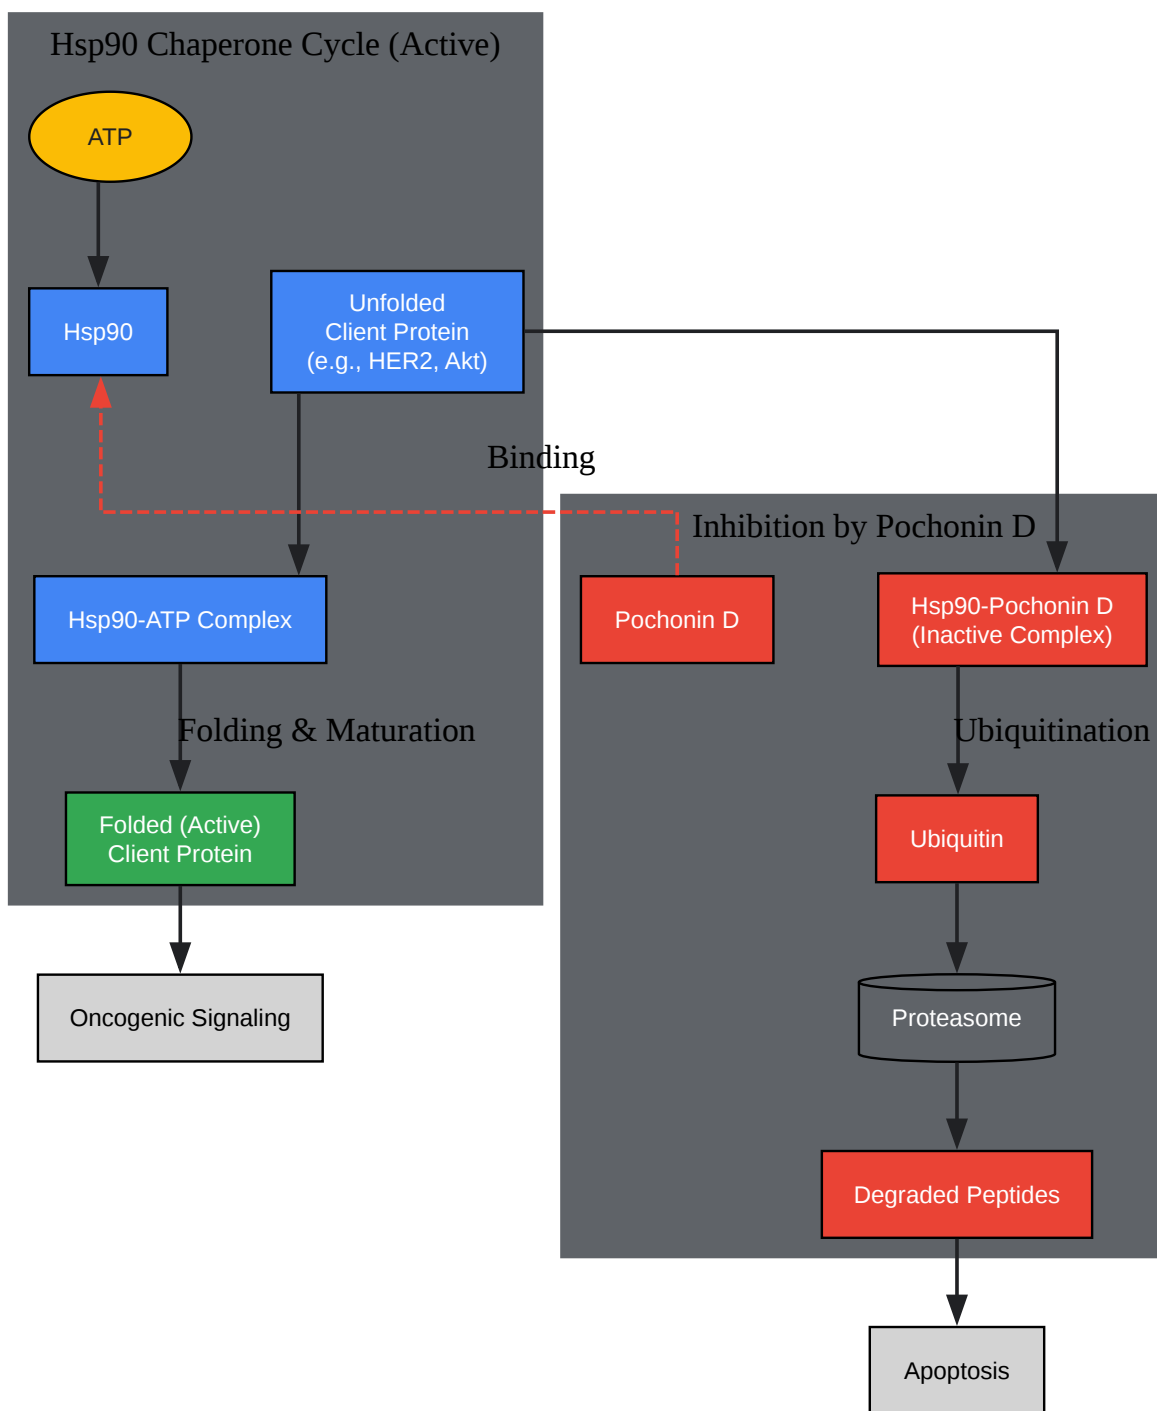 Hsp90 Chaperone Cycle (Active)
ATP
Hsp90
Unfolded
Client Protein
(e.g., HER2, Akt)
Binding
Inhibition by Pochonin D
Hsp90-ATP Complex
Pochonin D
Hsp90-Pochonin D
(Inactive Complex)
Folding & Maturation
Ubiquitination
Folded (Active)
Client Protein
Ubiquitin
Oncogenic Signaling
Proteasome
Degraded Peptides
Apoptosis